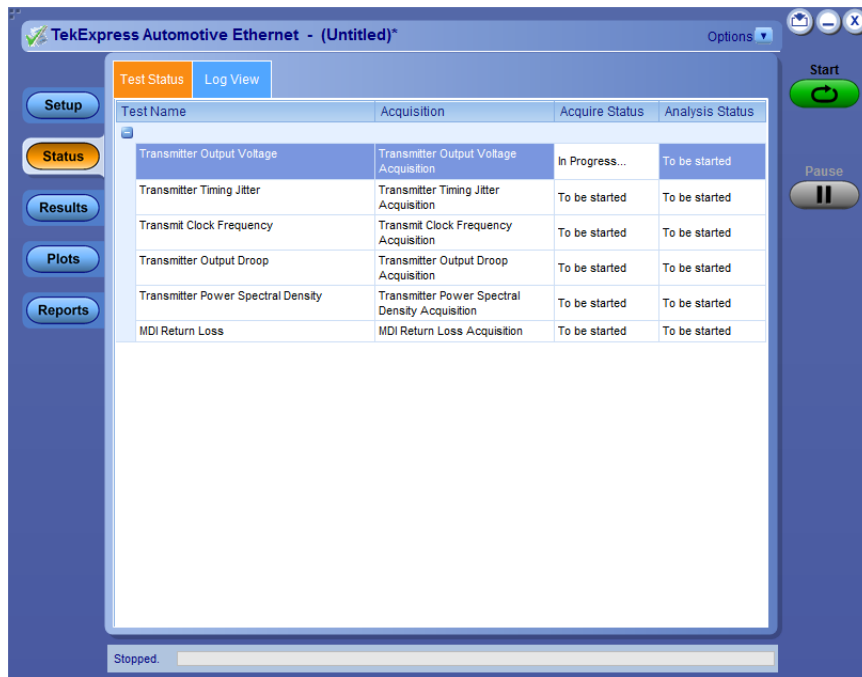 TekExpress Automotive Ethernet - (Untitled)*
Options
X
Start
Pause
Setup
Status
Results
Plots
Reports
Test Status Log View
Test Name Acquisition Acquire Status Analysis Status
Transmitter Output Voltage Transmitter Output Voltage Acquisition In Progress... To be started
Transmitter Timing Jitter Transmitter Timing Jitter Acquisition To be started To be started
Transmit Clock Frequency Transmit Clock Frequency Acquisition To be started To be started
Transmitter Output Droop Transmitter Output Droop Acquisition To be started To be started
Transmitter Power Spectral Density Transmitter Power Spectral Density Acquisition To be started To be started
MDI Return Loss MDI Return Loss Acquisition To be started To be started
Stopped.